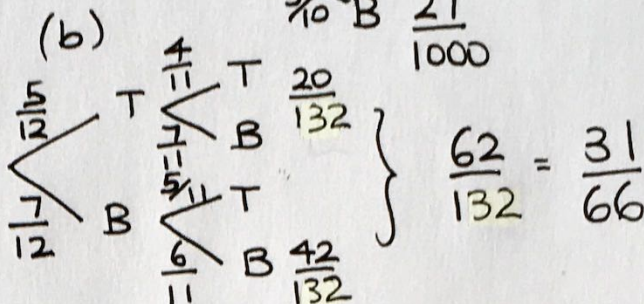 (b) 9/10 B 21/1000
5/12 T 4/11 T 20/132
7/11 B
7/12 B 5/11 T
6/11 B 42/132
62/132 = 31/66